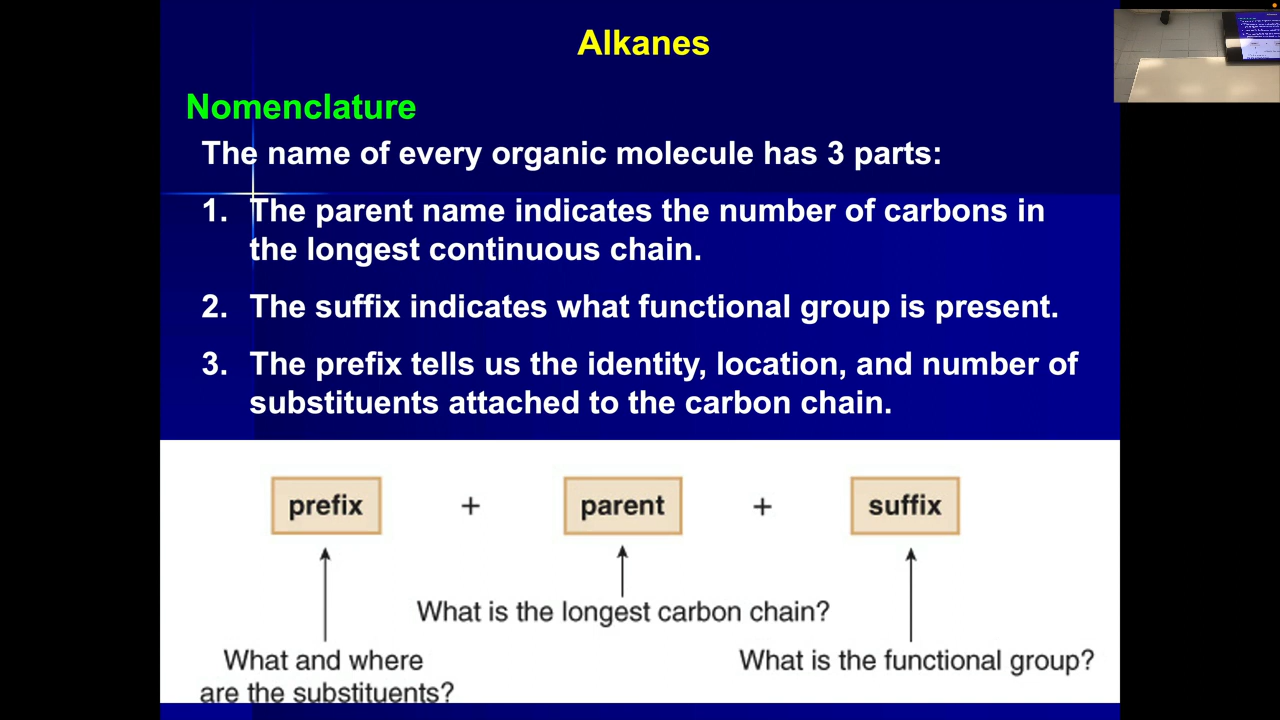 Alkanes
Nomenclature
The name of every organic molecule has 3 parts:
1. The parent name indicates the number of carbons in
the longest continuous chain.
2. The suffix indicates what functional group is present.
3. The prefix tells us the identity, location, and number of
substituents attached to the carbon chain.
prefix + parent + suffix
What is the longest carbon chain?
What and where
are the substituents?
What is the functional group?